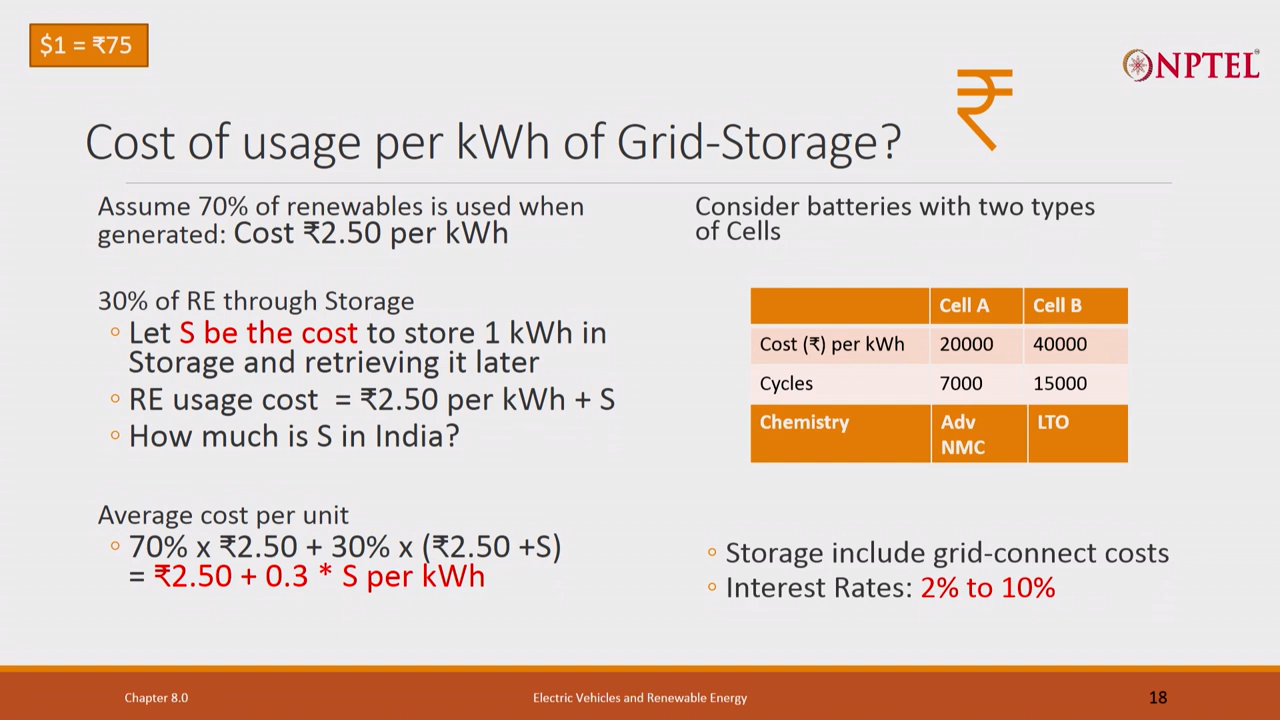 $1 = ₹75
NPTEL
₹
Cost of usage per kWh of Grid-Storage?
Assume 70% of renewables is used when
generated: Cost ₹2.50 per kWh
30% of RE through Storage
◦ Let S be the cost to store 1 kWh in
Storage and retrieving it later
◦ RE usage cost = ₹2.50 per kWh + S
◦ How much is S in India?
Average cost per unit
◦ 70% x ₹2.50 + 30% x (₹2.50 +S)
= ₹2.50 + 0.3 * S per kWh
Consider batteries with two types
of Cells
Cell A Cell B
Cost (₹) per kWh 20000 40000
Cycles 7000 15000
Chemistry Adv LTO
NMC
◦ Storage include grid-connect costs
◦ Interest Rates: 2% to 10%
Chapter 8.0 Electric Vehicles and Renewable Energy 18